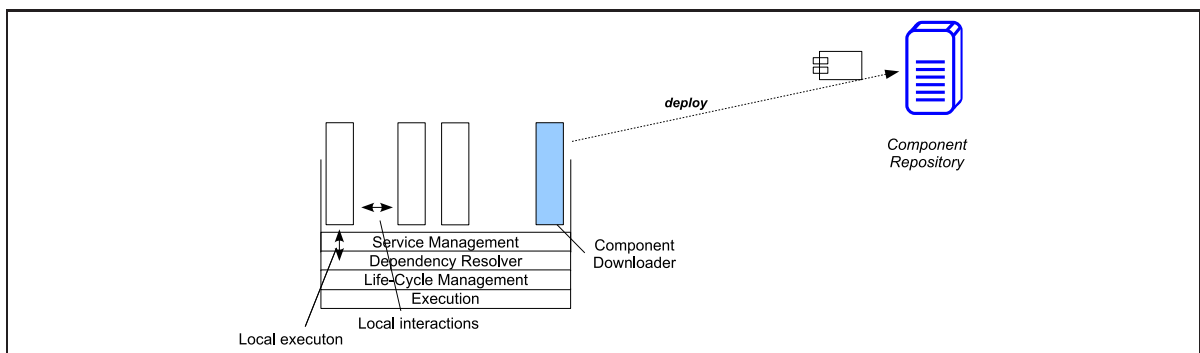 deploy
Component
Repository
Service Management
Dependency Resolver
Life-Cycle Management
Execution
Component
Downloader
Local interactions
Local executon